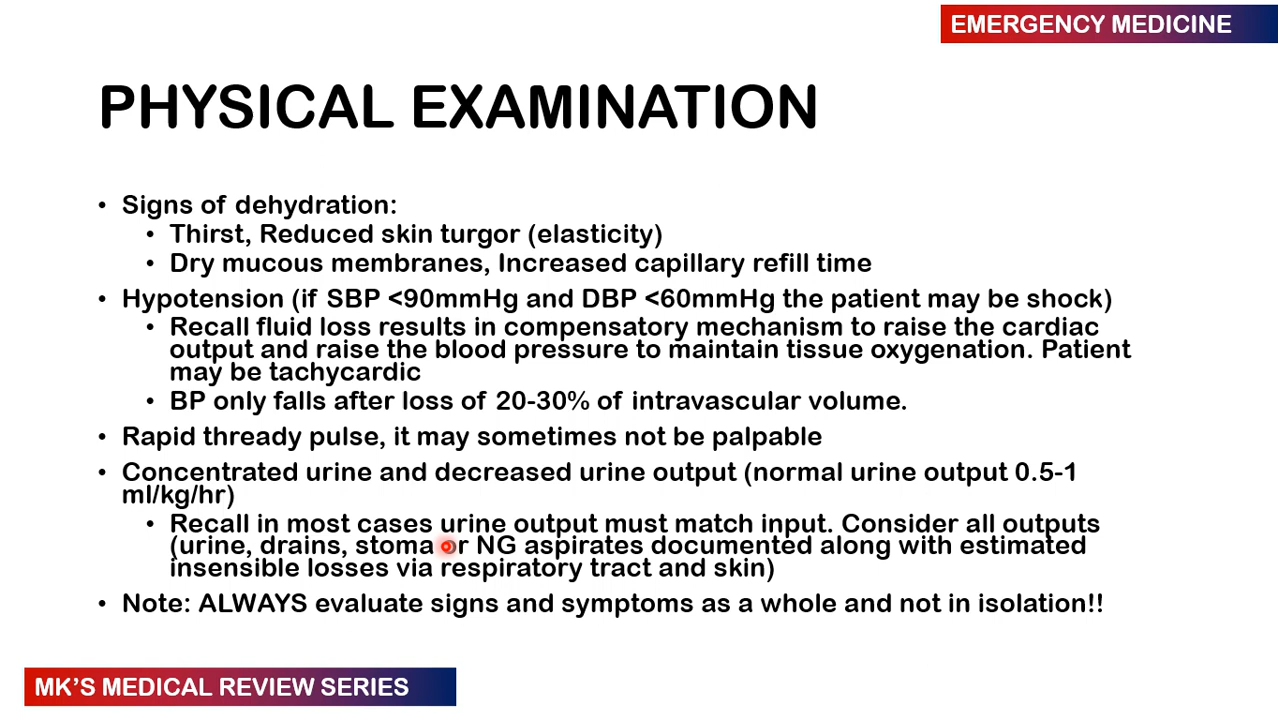 EMERGENCY MEDICINE
PHYSICAL EXAMINATION
• Signs of dehydration:
• Thirst, Reduced skin turgor (elasticity)
• Dry mucous membranes, Increased capillary refill time
• Hypotension (if SBP <90mmHg and DBP <60mmHg the patient may be shock)
• Recall fluid loss results in compensatory mechanism to raise the cardiac
output and raise the blood pressure to maintain tissue oxygenation. Patient
may be tachycardic
• BP only falls after loss of 20-30% of intravascular volume.
• Rapid thready pulse, it may sometimes not be palpable
• Concentrated urine and decreased urine output (normal urine output 0.5-1
ml/kg/hr)
• Recall in most cases urine output must match input. Consider all outputs
(urine, drains, stoma or NG aspirates documented along with estimated
insensible losses via respiratory tract and skin)
• Note: ALWAYS evaluate signs and symptoms as a whole and not in isolation!!
MK'S MEDICAL REVIEW SERIES